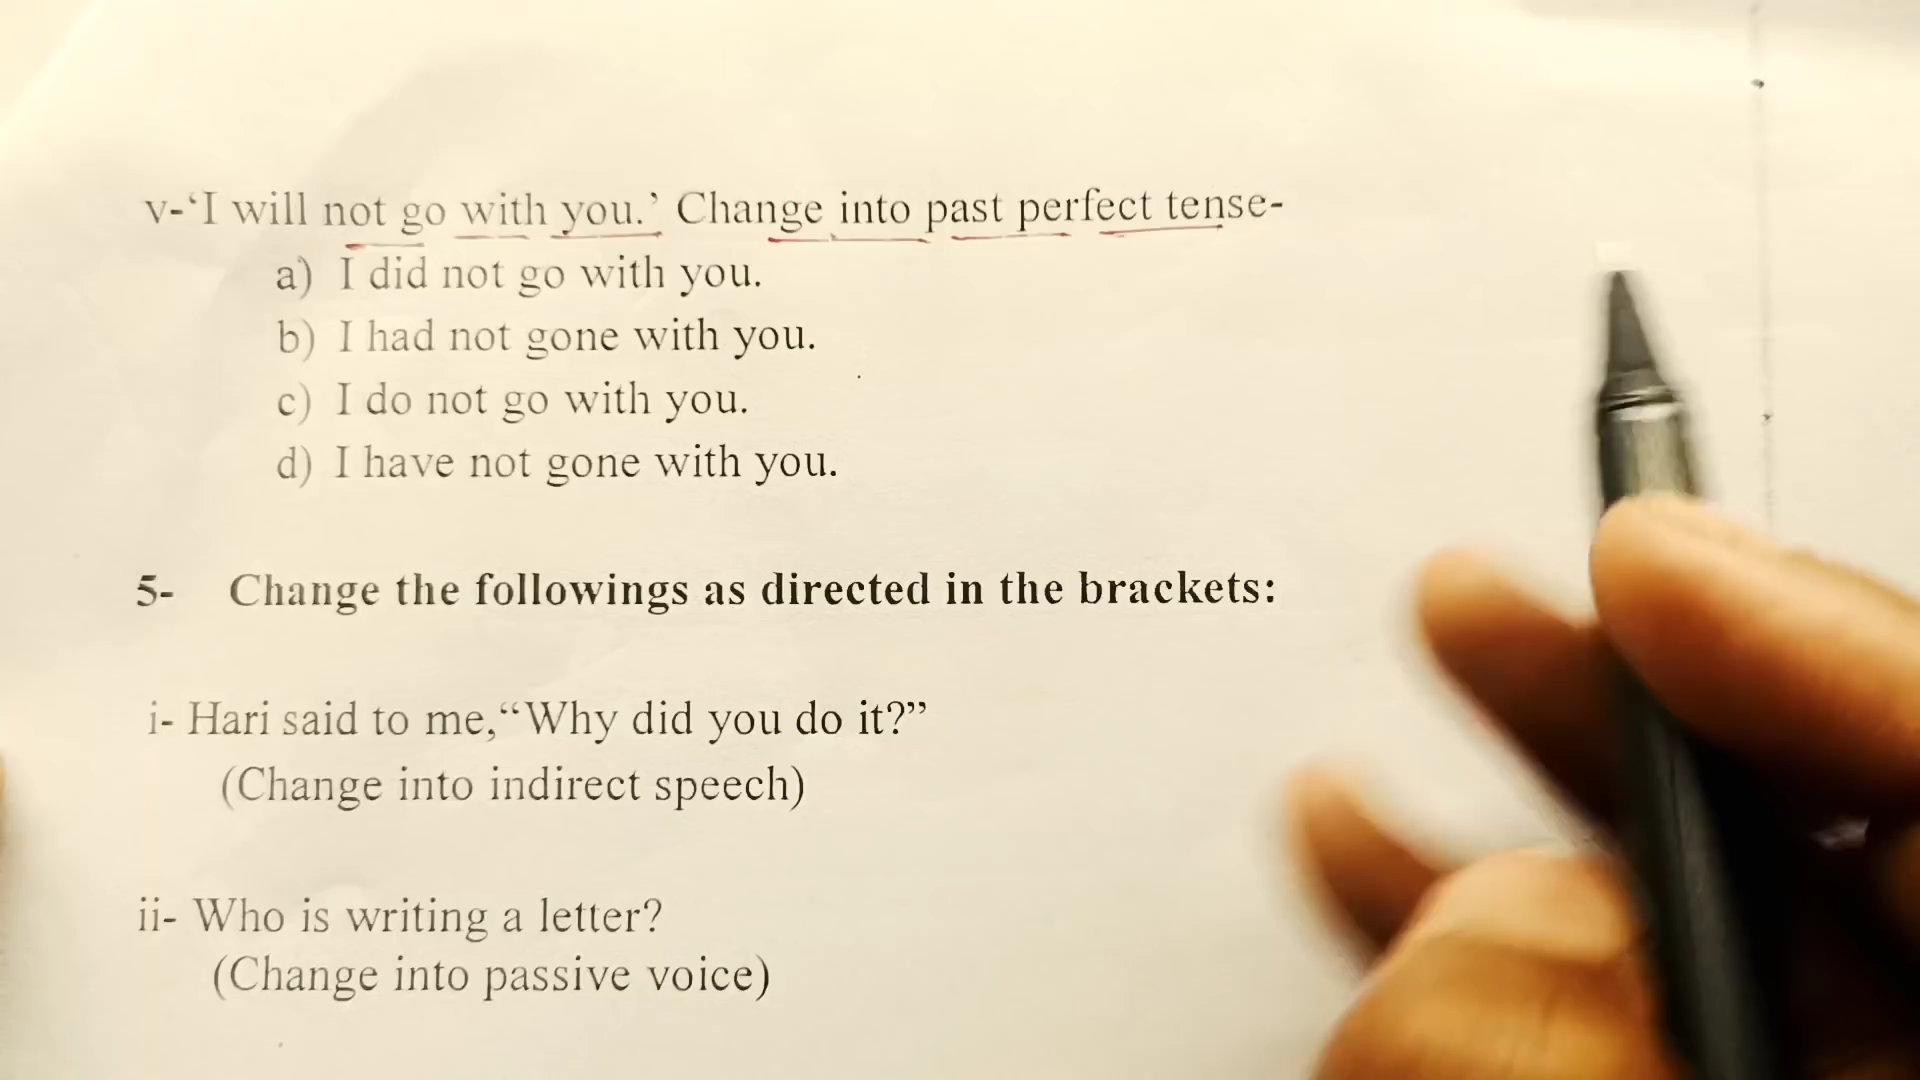 v-‘I will not go with you.’ Change into past perfect tense-
a) I did not go with you.
b) I had not gone with you.
c) I do not go with you.
d) I have not gone with you.
5- Change the followings as directed in the brackets:
i- Hari said to me,“Why did you do it?”
(Change into indirect speech)
ii- Who is writing a letter?
(Change into passive voice)